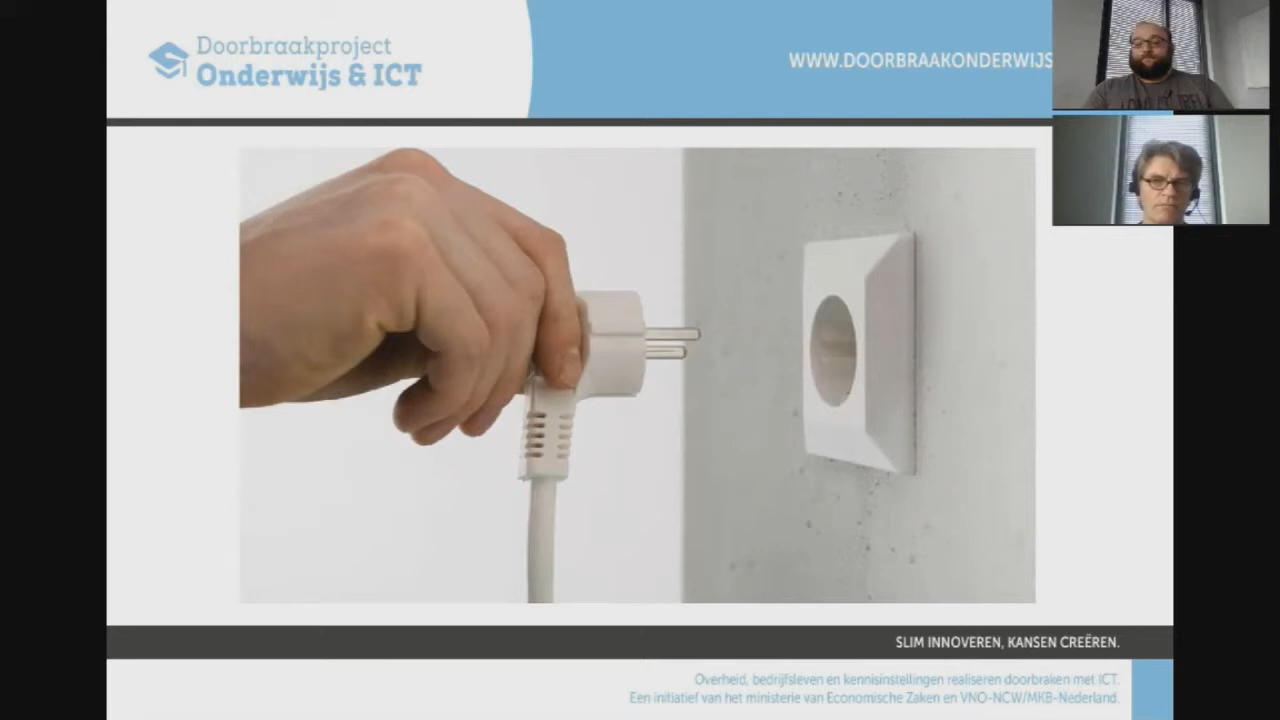 Doorbraakproject
Onderwijs & ICT
WWW.DOORBRAAKONDERWIJS
SLIM INNOVEREN, KANSEN CREËREN.
Overheid, bedrijfsleven en kennisinstellingen realiseren doorbraken met ICT.
Een initiatief van het ministerie van Economische Zaken en VNO-NCW/MKB-Nederland.